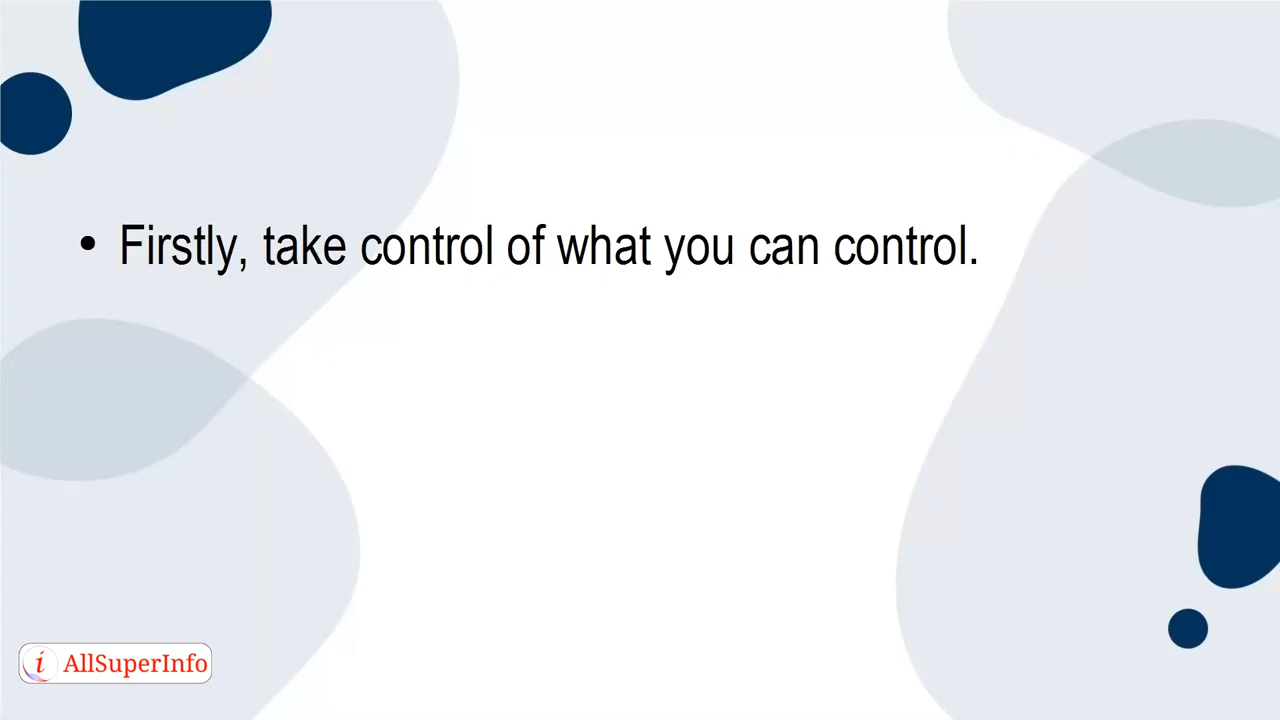 • Firstly, take control of what you can control.
i AllSuperInfo